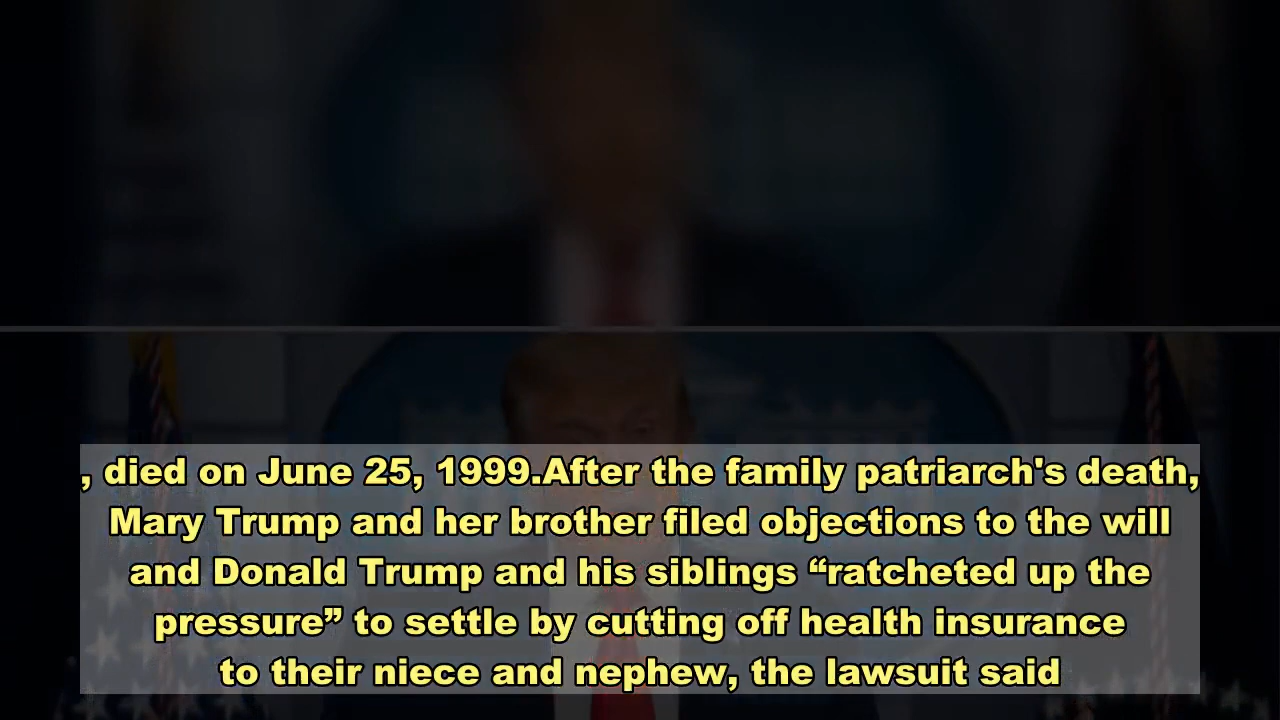 , died on June 25, 1999.After the family patriarch's death,
Mary Trump and her brother filed objections to the will
and Donald Trump and his siblings “ratcheted up the
pressure” to settle by cutting off health insurance
to their niece and nephew, the lawsuit said